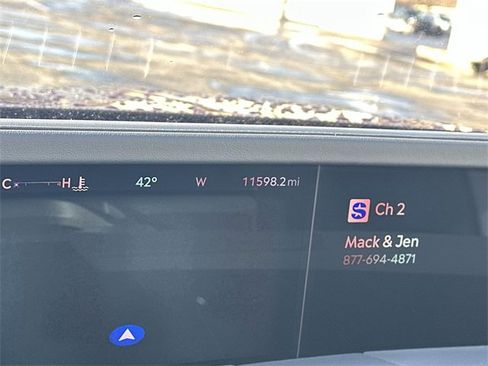 C H 42° W 11598.2 mi
S Ch 2
Mack & Jen
877-694-4871